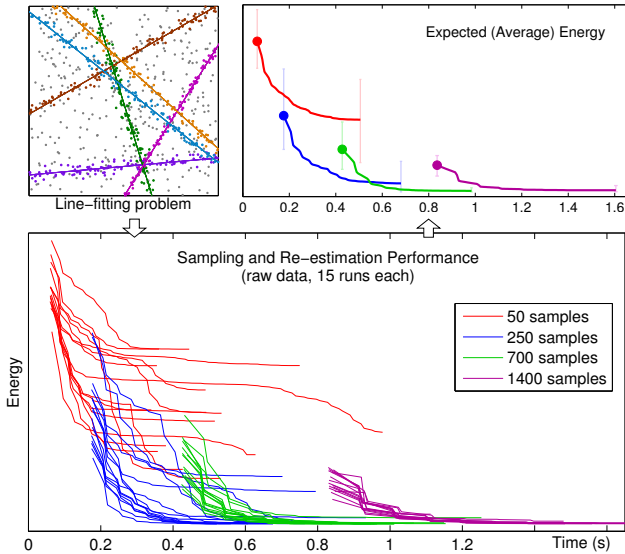 Expected (Average) Energy
0 0.2 0.4 0.6 0.8 1 1.2 1.4 1.6
Line−fitting problem
Sampling and Re-estimation Performance
(raw data, 15 runs each)
50 samples
250 samples
700 samples
1400 samples
Energy
0 0.2 0.4 0.6 0.8 1 1.2 Time (s)